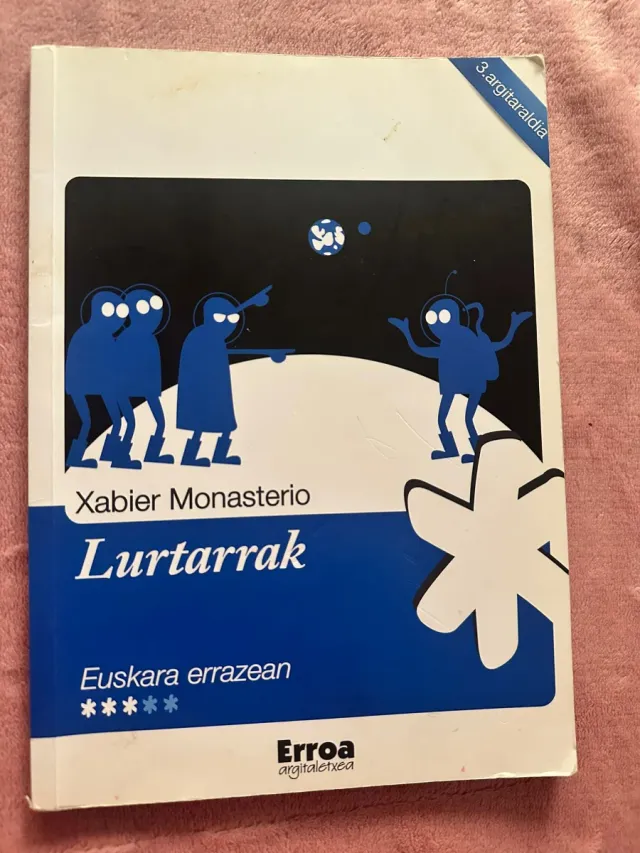 3.argitaraldia
Xabier Monasterio
Lurtarrak
Euskara errazean
Erroa
argitaletxea